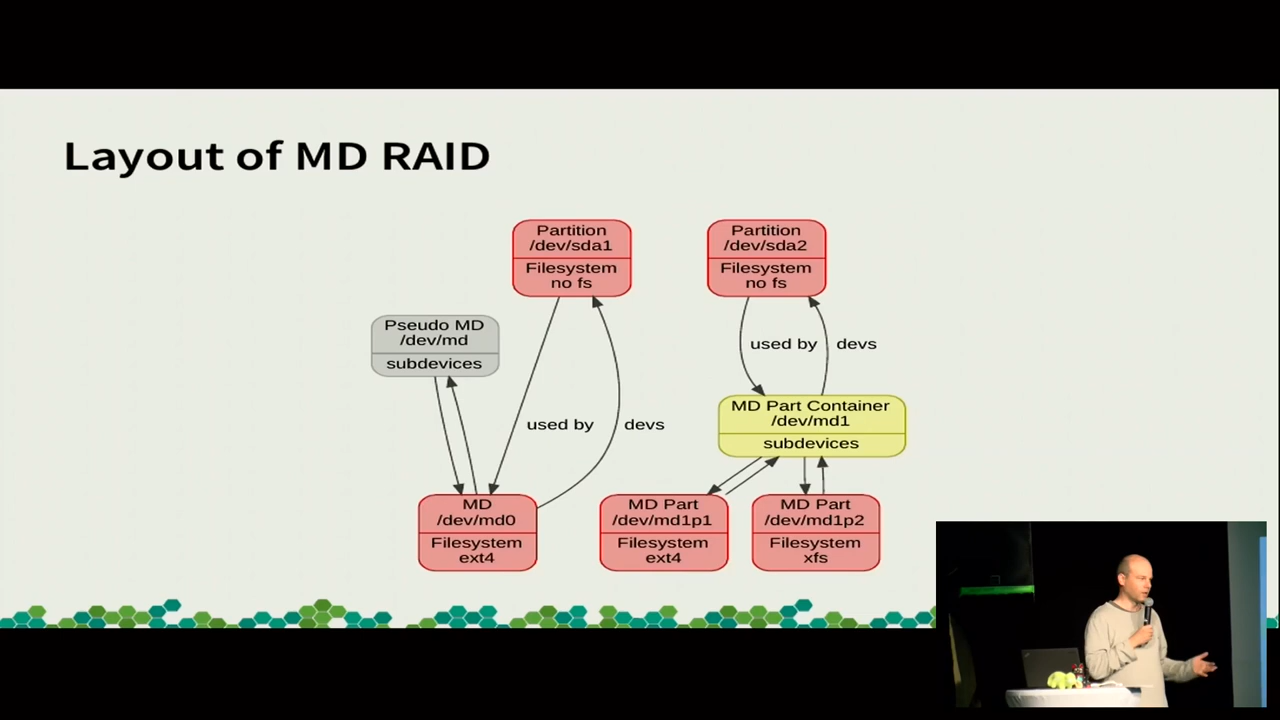 Layout of MD RAID
Partition
/dev/sda1
Filesystem
no fs
Partition
/dev/sda2
Filesystem
no fs
Pseudo MD
/dev/md
subdevices
used by
devs
MD Part Container
/dev/md1
subdevices
used by
devs
MD
/dev/md0
Filesystem
ext4
MD Part
/dev/md1p1
Filesystem
ext4
MD Part
/dev/md1p2
Filesystem
xfs